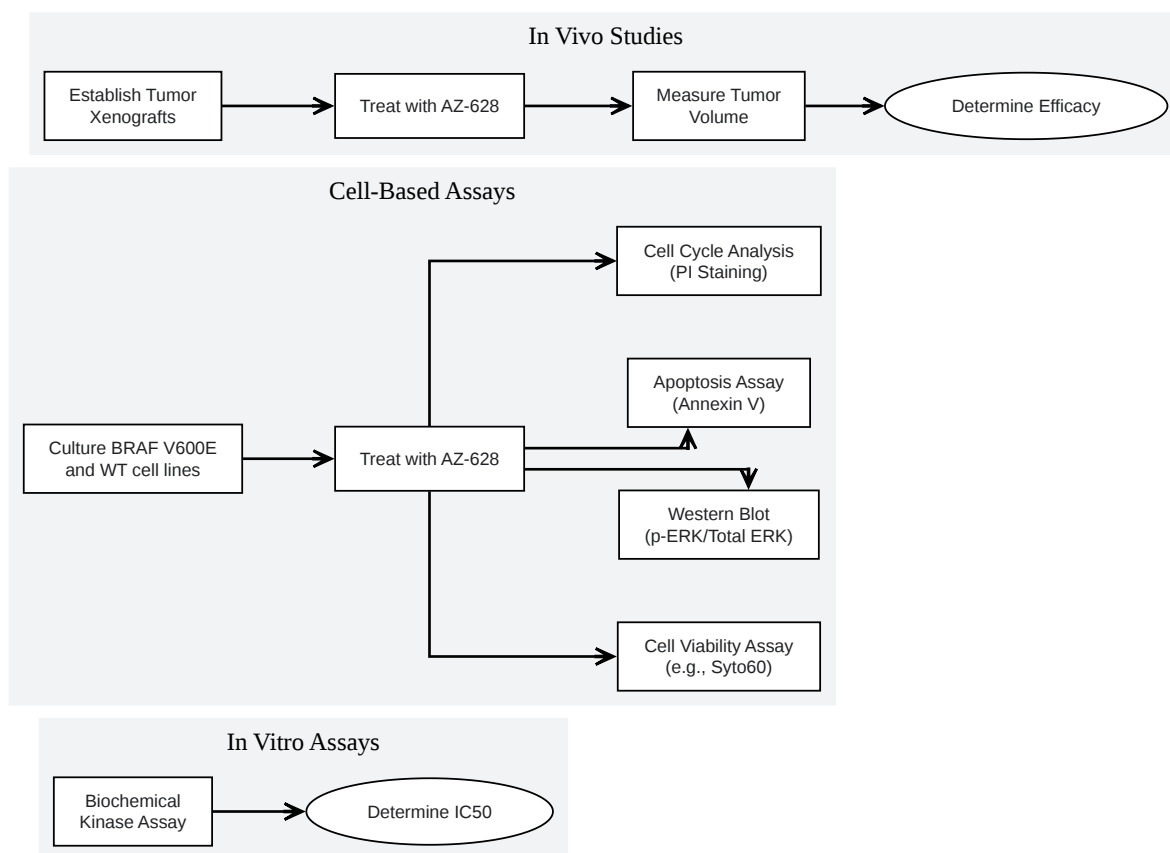 In Vivo Studies
Establish Tumor
Xenografts
Treat with AZ-628
Measure Tumor
Volume
Determine Efficacy
Cell-Based Assays
Cell Cycle Analysis
(PI Staining)
Apoptosis Assay
(Annexin V)
Culture BRAF V600E
and WT cell lines
Treat with AZ-628
Western Blot
(p-ERK/Total ERK)
Cell Viability Assay
(e.g., Syto60)
In Vitro Assays
Biochemical
Kinase Assay
Determine IC50